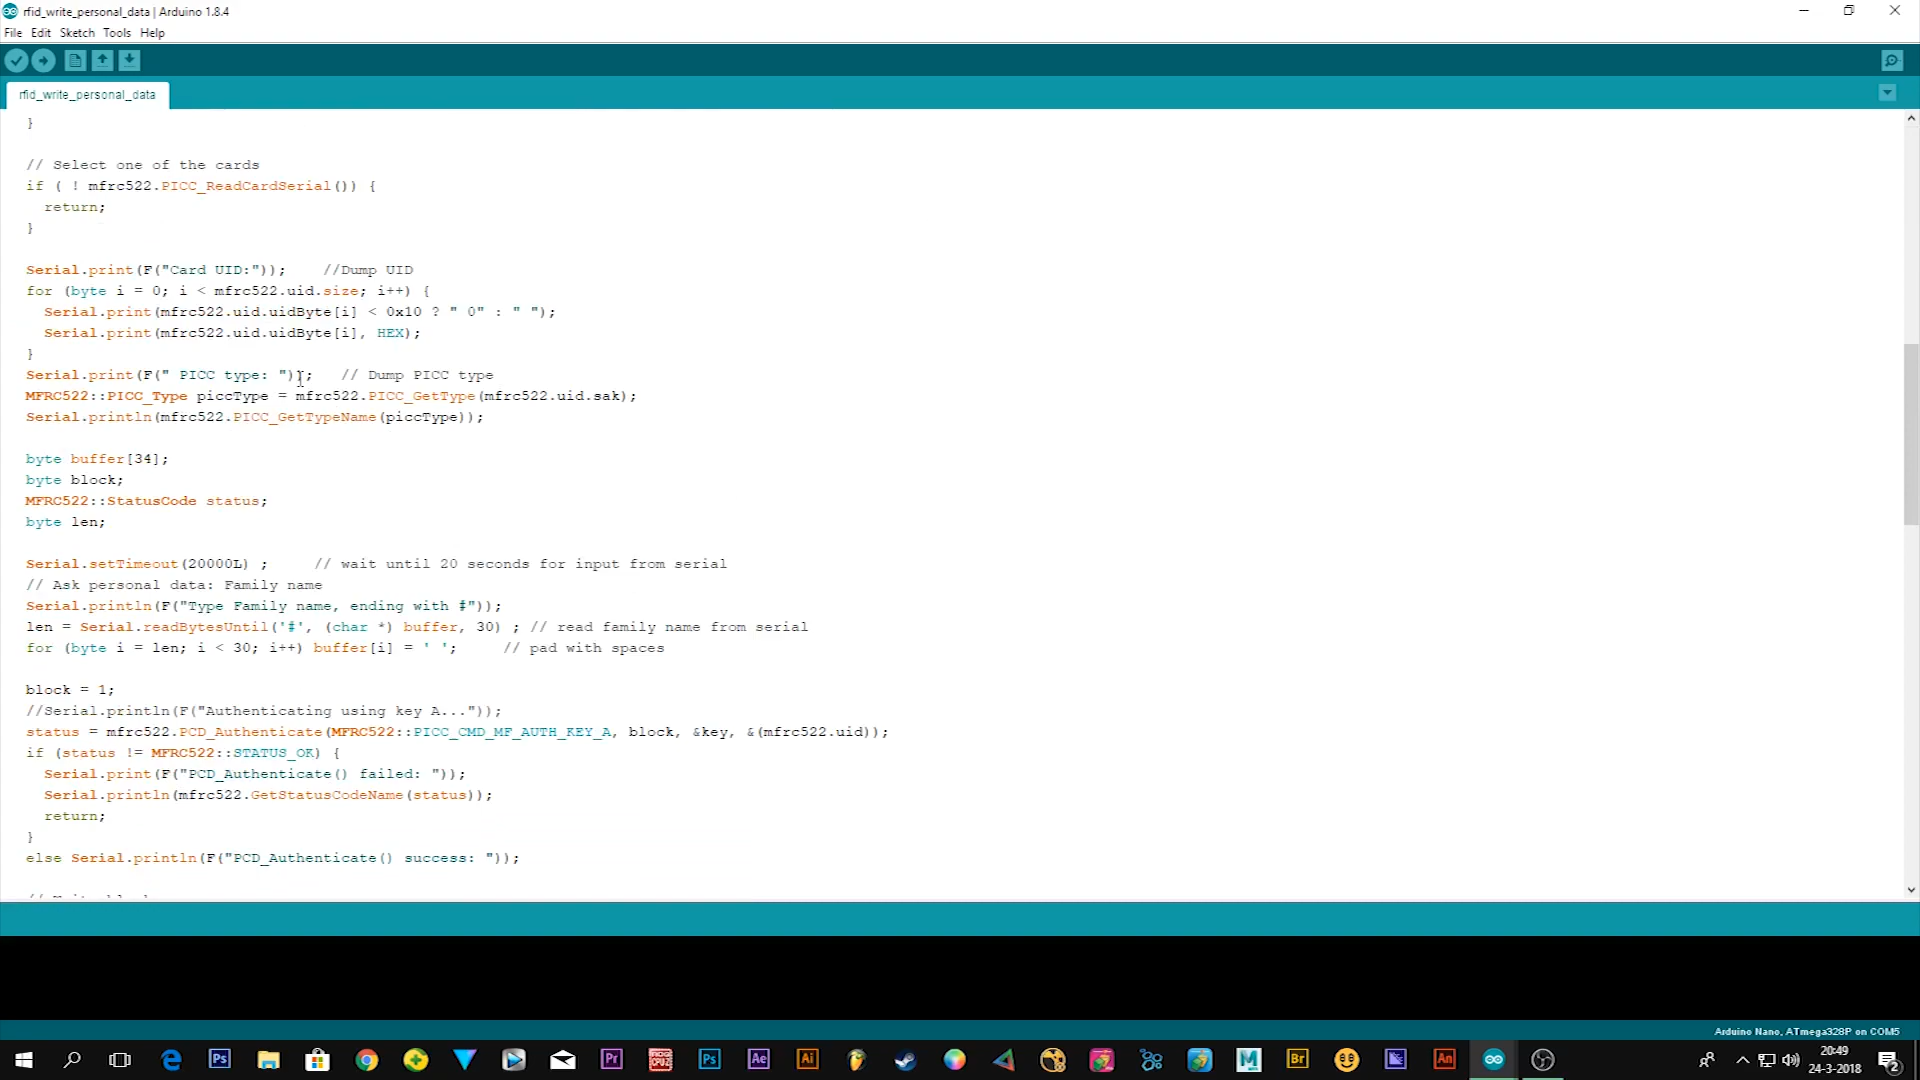 rfid_write_personal_data | Arduino 1.8.4
File Edit Sketch Tools Help
rfid_write_personal_data
}
// Select one of the cards
if ( ! mfrc522.PICC_ReadCardSerial()) {
return;
}
Serial.print(F("Card UID:")); //Dump UID
for (byte i = 0; i < mfrc522.uid.size; i++) {
Serial.print(mfrc522.uid.uidByte[i] < 0x10 ? " 0" : " ");
Serial.print(mfrc522.uid.uidByte[i], HEX);
}
Serial.print(F(" PICC type: ")); // Dump PICC type
MFRC522::PICC_Type piccType = mfrc522.PICC_GetType(mfrc522.uid.sak);
Serial.println(mfrc522.PICC_GetTypeName(piccType));
byte buffer[34];
byte block;
MFRC522::StatusCode status;
byte len;
Serial.setTimeout(20000L) ; // wait until 20 seconds for input from serial
// Ask personal data: Family name
Serial.println(F("Type Family name, ending with #"));
len = Serial.readBytesUntil('#', (char *) buffer, 30) ; // read family name from serial
for (byte i = len; i < 30; i++) buffer[i] = ' '; // pad with spaces
block = 1;
//Serial.println(F("Authenticating using key A..."));
status = mfrc522.PCD_Authenticate(MFRC522::PICC_CMD_MF_AUTH_KEY_A, block, &key, &(mfrc522.uid));
if (status != MFRC522::STATUS_OK) {
Serial.print(F("PCD_Authenticate() failed: "));
Serial.println(mfrc522.GetStatusCodeName(status));
return;
}
else Serial.println(F("PCD_Authenticate() success: "));
Arduino Nano, ATmega328P on COM5
Ps Pr Ps Ae Ai M Br An
20:49
24-3-2018
2